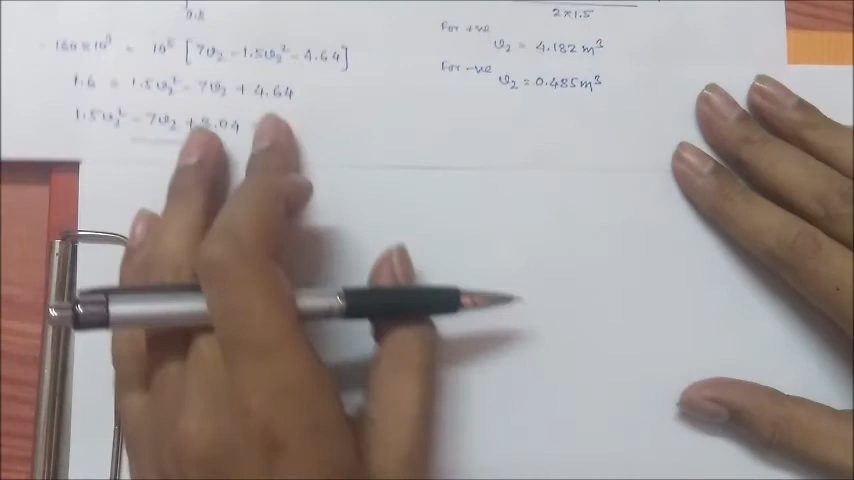 0.8
2×1.5
For +ve
160×10³ = 10⁵ [7v₂ - 1.5v₂² - 4.64]
v₂ = 4.182 m³
For -ve
1.6 = 1.5v₂² - 7v₂ + 4.64
v₂ = 0.485 m³
1.5v₂² - 7v₂ + 3.04